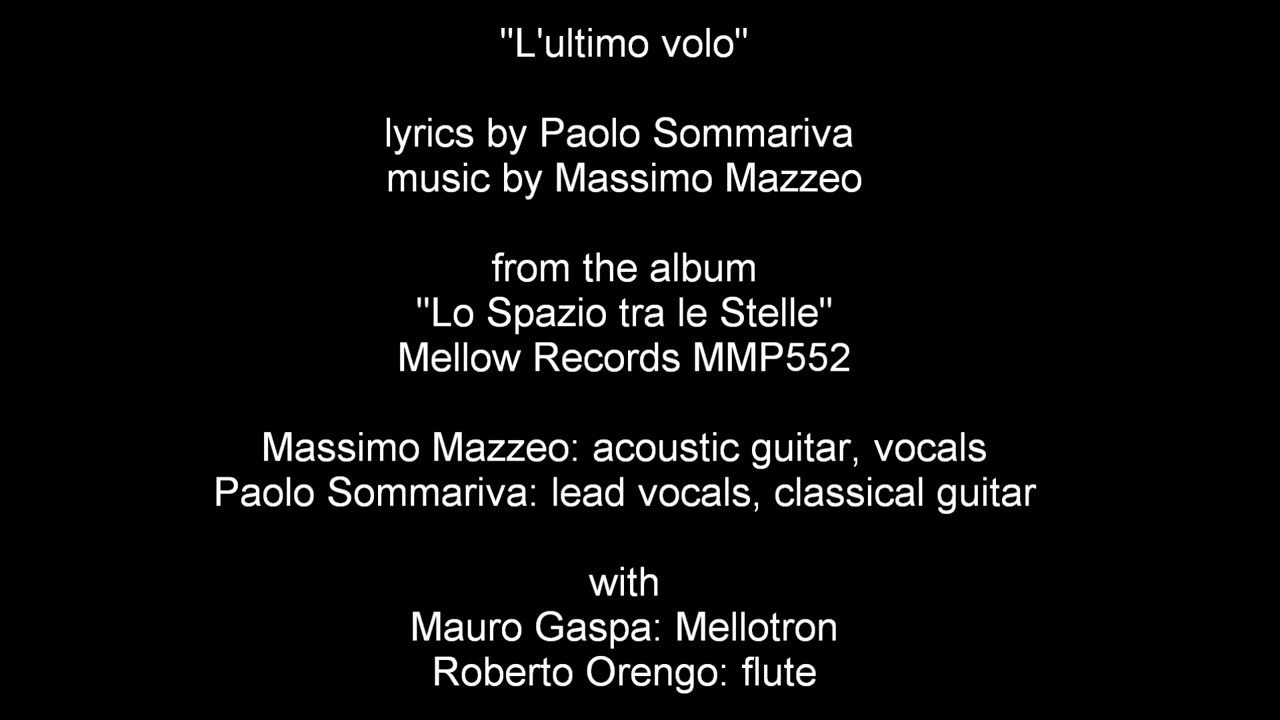 "L'ultimo volo"
lyrics by Paolo Sommariva
music by Massimo Mazzeo
from the album
"Lo Spazio tra le Stelle"
Mellow Records MMP552
Massimo Mazzeo: acoustic guitar, vocals
Paolo Sommariva: lead vocals, classical guitar
with
Mauro Gaspa: Mellotron
Roberto Orengo: flute